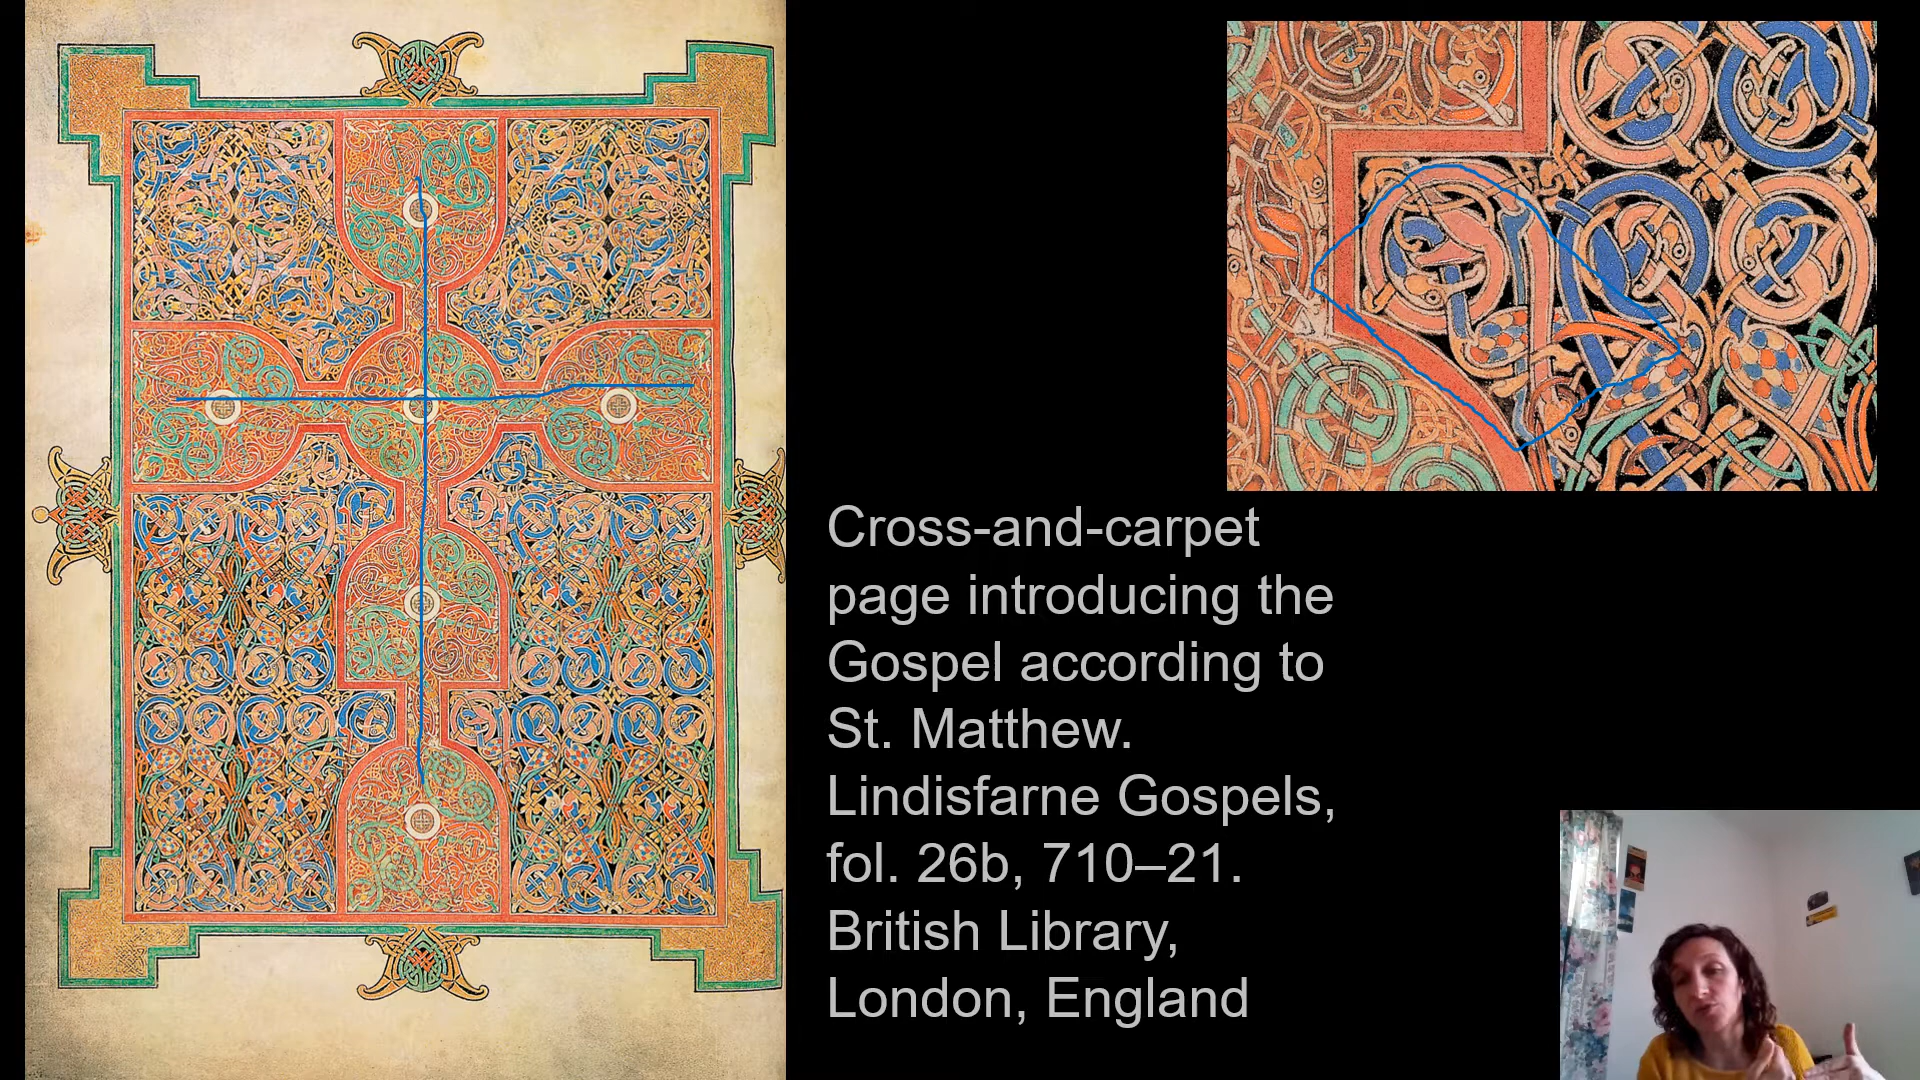 Cross-and-carpet
page introducing the
Gospel according to
St. Matthew.
Lindisfarne Gospels,
fol. 26b, 710–21.
British Library,
London, England